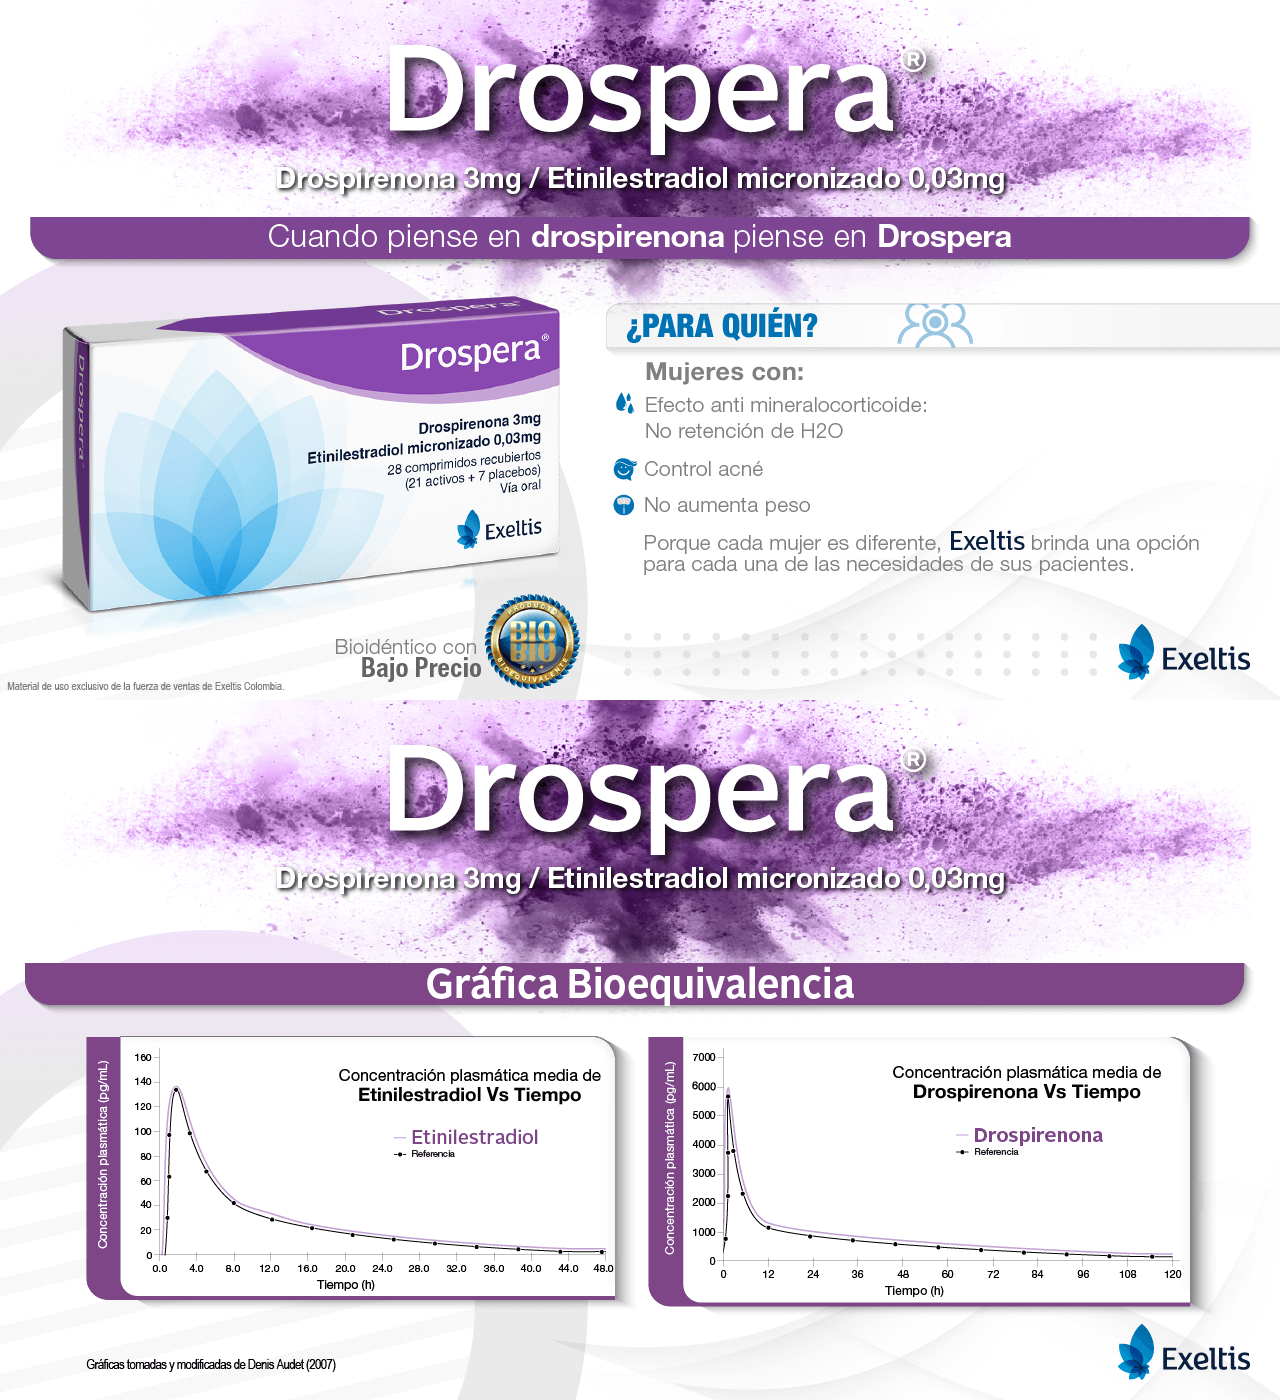 Drospera®
Drospirenona 3mg / Etinilestradiol micronizado 0,03mg
Cuando piense en drospirenona piense en Drospera
Drospera®
Drospera
Drospera®
Drospirenona 3mg
Etinilestradiol micronizado 0,03mg
28 comprimidos recubiertos
(21 activos + 7 placebos)
Vía oral
Exeltis
¿PARA QUIÉN?
Mujeres con:
Efecto anti mineralocorticoide:
No retención de H2O
Control acné
No aumenta peso
Porque cada mujer es diferente, Exeltis brinda una opción
para cada una de las necesidades de sus pacientes.
Bioidéntico con
Bajo Precio
PRODUCTO
BIO
BIO
BIOEQUIVALENTE
Exeltis
Material de uso exclusivo de la fuerza de ventas de Exeltis Colombia.
Drospera®
Drospirenona 3mg / Etinilestradiol micronizado 0,03mg
Gráfica Bioequivalencia
Concentración plasmática (pg/mL)
160
140
120
100
80
60
40
20
0
Concentración plasmática media de
Etinilestradiol Vs Tiempo
Etinilestradiol
Referencia
0.0 4.0 8.0 12.0 16.0 20.0 24.0 28.0 32.0 36.0 40.0 44.0 48.0
Tiempo (h)
Concentración plasmática (pg/mL)
7000
6000
5000
4000
3000
2000
1000
0
Concentración plasmática media de
Drospirenona Vs Tiempo
Drospirenona
Referencia
0 12 24 36 48 60 72 84 96 108 120
Tiempo (h)
Gráficas tomadas y modificadas de Denis Audet (2007)
Exeltis